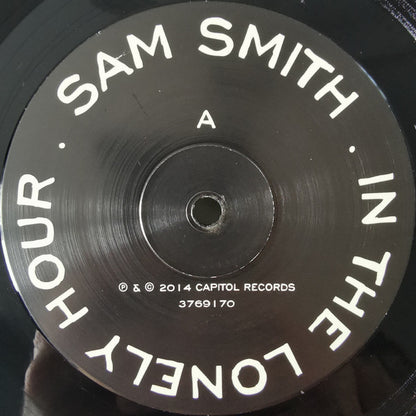 SAM SMITH · IN THE LONELY HOUR ·
A
℗ & © 2014 CAPITOL RECORDS
3769170